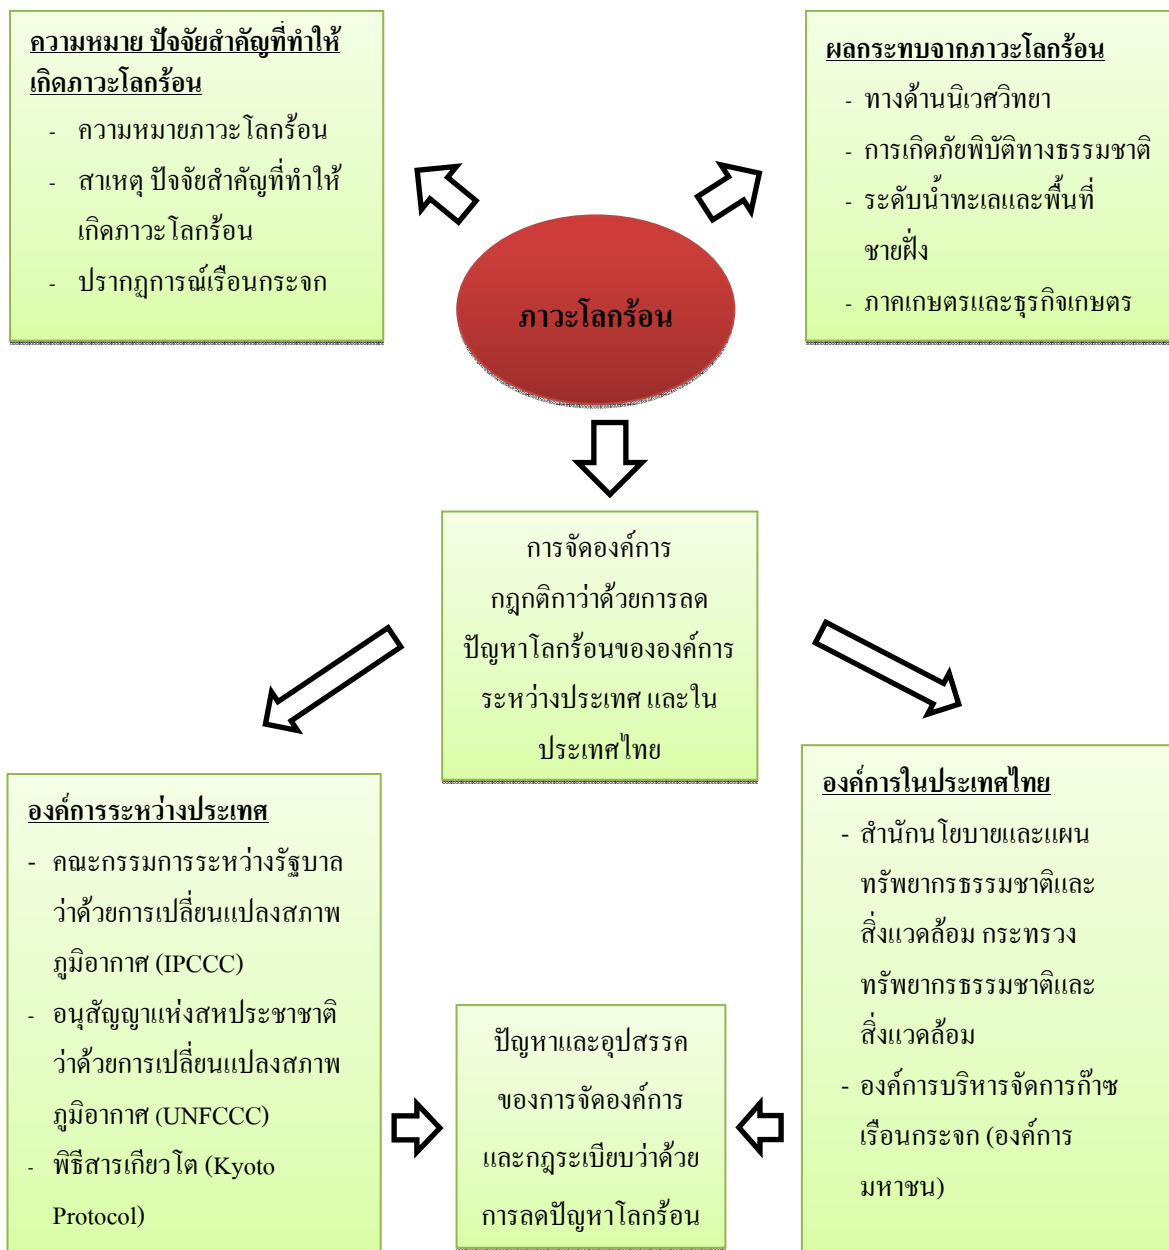 ความหมาย ปัจจัยสำคัญที่ทำให้
เกิดภาวะโลกร้อน
- ความหมายภาวะโลกร้อน
- สาเหตุ ปัจจัยสำคัญที่ทำให้
เกิดภาวะโลกร้อน
- ปรากฏการณ์เรือนกระจก
ผลกระทบจากภาวะโลกร้อน
- ทางด้านนิเวศวิทยา
- การเกิดภัยพิบัติทางธรรมชาติ
- ระดับน้ำทะเลและพื้นที่
ชายฝั่ง
- ภาคเกษตรและธุรกิจเกษตร
ภาวะโลกร้อน
การจัดองค์การ
กฎกติกาว่าด้วยการลด
ปัญหาโลกร้อนขององค์การ
ระหว่างประเทศ และใน
ประเทศไทย
องค์การระหว่างประเทศ
- คณะกรรมการระหว่างรัฐบาล
ว่าด้วยการเปลี่ยนแปลงสภาพ
ภูมิอากาศ (IPCCC)
- อนุสัญญาแห่งสหประชาชาติ
ว่าด้วยการเปลี่ยนแปลงสภาพ
ภูมิอากาศ (UNFCCC)
- พิธีสารเกียวโต (Kyoto
Protocol)
องค์การในประเทศไทย
- สำนักนโยบายและแผน
ทรัพยากรธรรมชาติและ
สิ่งแวดล้อม กระทรวง
ทรัพยากรธรรมชาติและ
สิ่งแวดล้อม
- องค์การบริหารจัดการก๊าซ
เรือนกระจก (องค์การ
มหาชน)
ปัญหาและอุปสรรค
ของการจัดองค์การ
และกฎระเบียบว่าด้วย
การลดปัญหาโลกร้อน